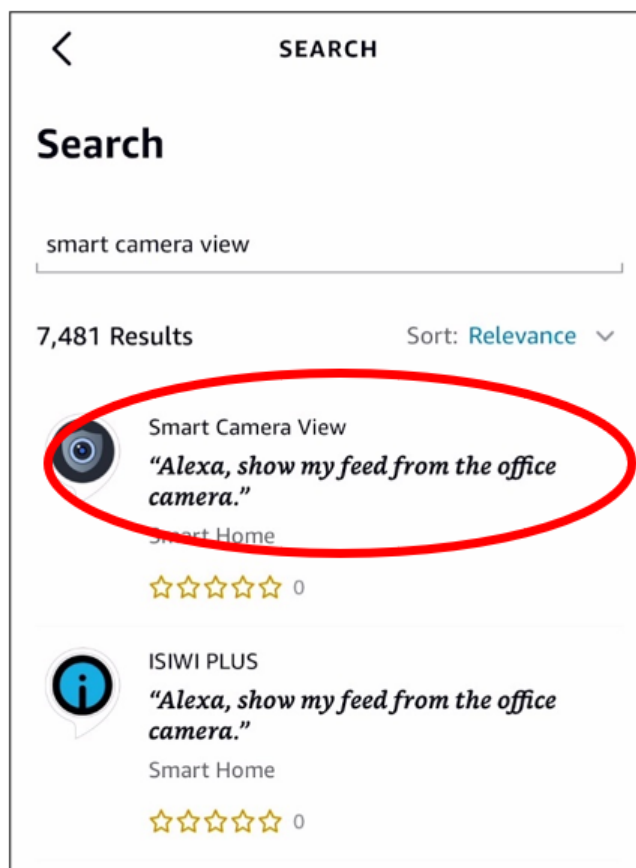 SEARCH
Search
smart camera view
7,481 Results Sort: Relevance
Smart Camera View
“Alexa, show my feed from the office
camera.”
Smart Home
0
ISIWI PLUS
“Alexa, show my feed from the office
camera.”
Smart Home
0